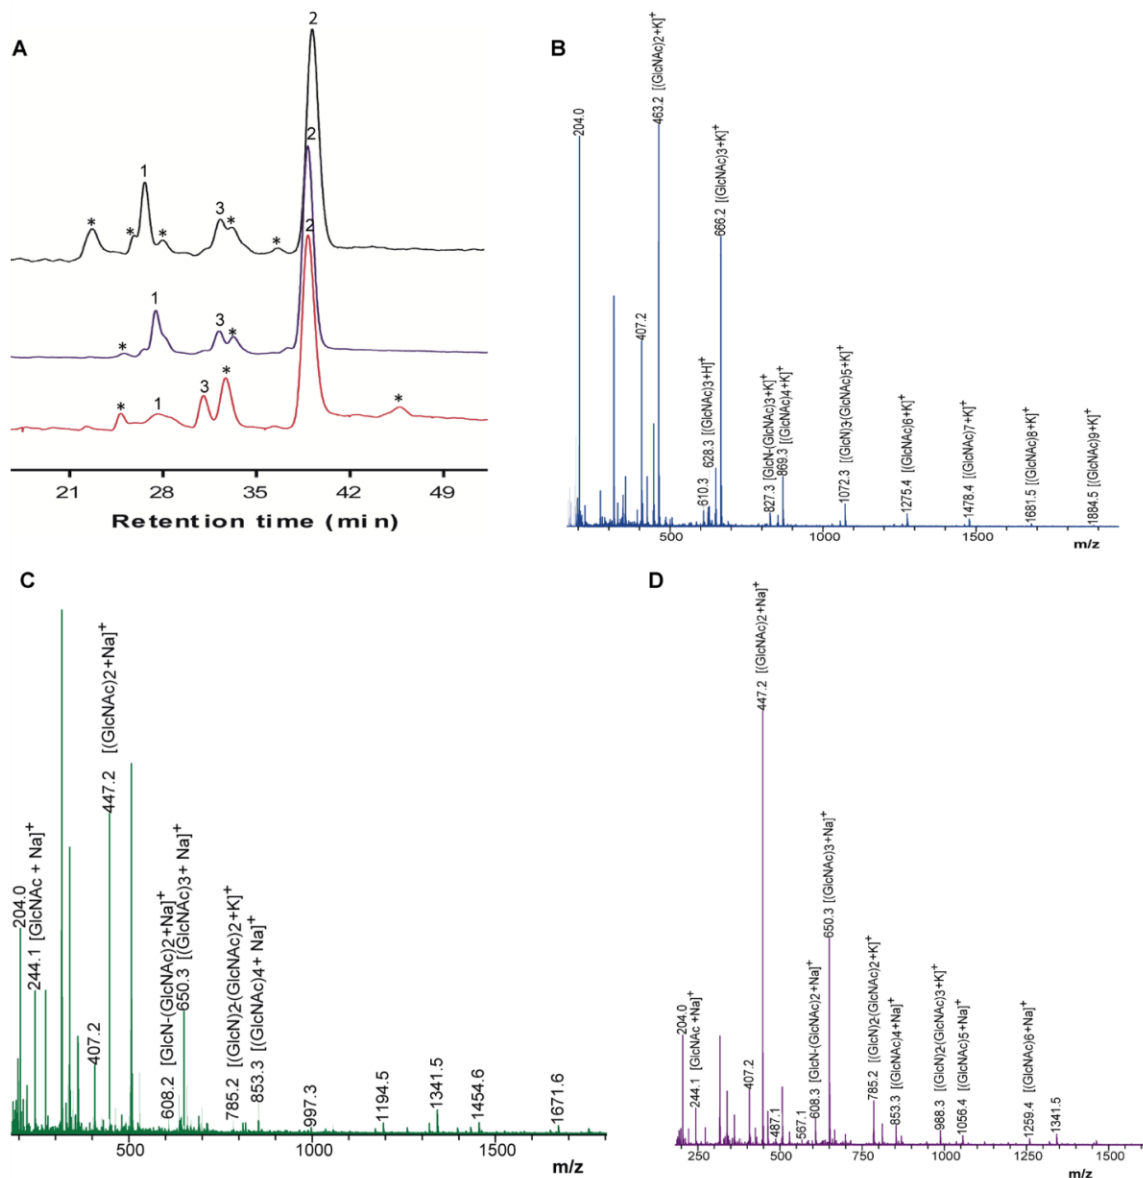 A
2
1
*
*
*
3
*
*
2
1
*
3
*
2
*
1
3
*
*
21 28 35 42 49
Retention time (min)
B
204.0
407.2
463.2 [(GlcNAc)2+K]+
610.3
628.3 [(GlcNAc)3+H]+
666.2 [(GlcNAc)3+K]+
827.3 [GlcN-(GlcNAc)3+K]+
869.3 [(GlcNAc)4+K]+
1072.3 [(GlcN)3-(GlcNAc)5+K]+
1275.4 [(GlcNAc)6+K]+
1478.4 [(GlcNAc)7+K]+
1681.5 [(GlcNAc)8+K]+
1884.5 [(GlcNAc)9+K]+
500 1000 1500
m/z
C
204.0
244.1 [GlcNAc + Na]+
407.2
447.2 [(GlcNAc)2+Na]+
608.2 [GlcN-(GlcNAc)2+Na]+
650.3 [(GlcNAc)3+ Na]+
785.2 [(GlcN)2-(GlcNAc)2+K]+
853.3 [(GlcNAc)4+ Na]+
997.3
1194.5
1341.5
1454.6
1671.6
500 1000 1500
m/z
D
204.0
244.1 [GlcNAc +Na]+
407.2
447.2 [(GlcNAc)2+Na]+
487.1
567.1
608.3 [GlcN-(GlcNAc)2+Na]+
650.3 [(GlcNAc)3+Na]+
785.2 [(GlcN)2-(GlcNAc)2+K]+
853.3 [(GlcNAc)4+Na]+
988.3 [(GlcN)2-(GlcNAc)3+K]+
1056.4 [(GlcNAc)5+Na]+
1259.4 [(GlcNAc)6+Na]+
1341.5
250 500 750 1000 1250 1500
m/z